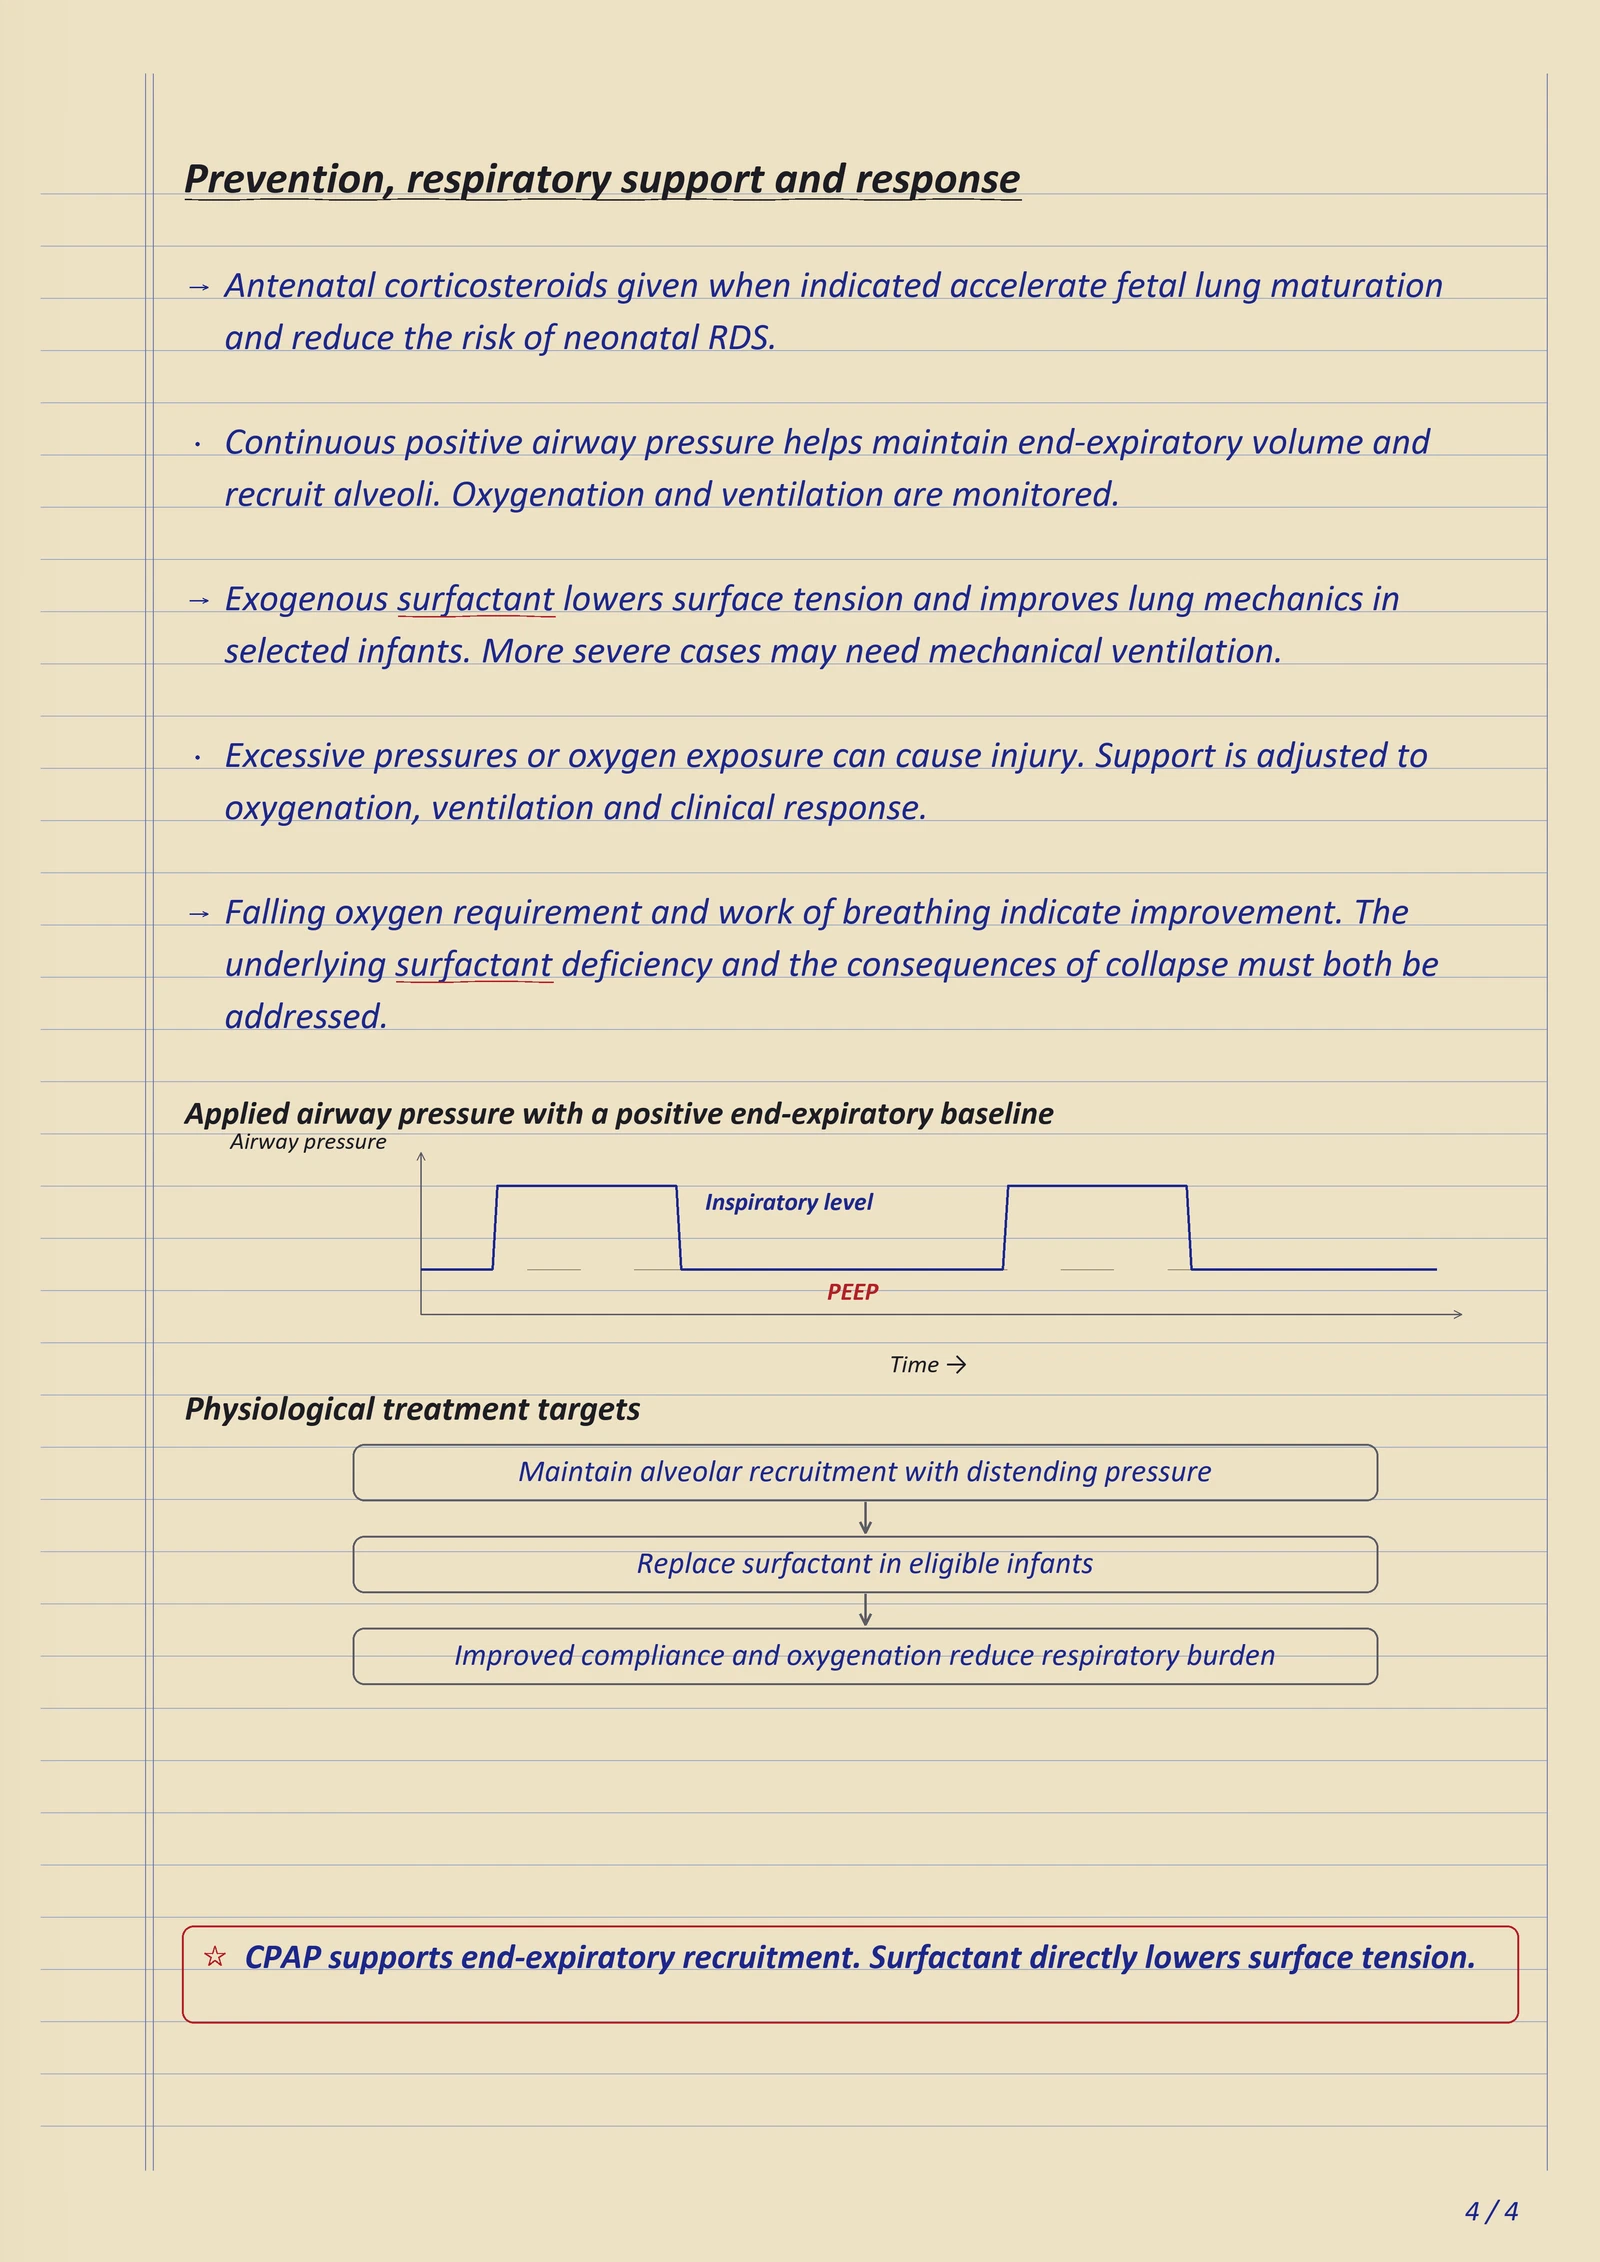 Prevention, respiratory support and response
→ Antenatal corticosteroids given when indicated accelerate fetal lung maturation
and reduce the risk of neonatal RDS.
· Continuous positive airway pressure helps maintain end-expiratory volume and
recruit alveoli. Oxygenation and ventilation are monitored.
→ Exogenous surfactant lowers surface tension and improves lung mechanics in
selected infants. More severe cases may need mechanical ventilation.
· Excessive pressures or oxygen exposure can cause injury. Support is adjusted to
oxygenation, ventilation and clinical response.
→ Falling oxygen requirement and work of breathing indicate improvement. The
underlying surfactant deficiency and the consequences of collapse must both be
addressed.
Applied airway pressure with a positive end-expiratory baseline
Airway pressure
Inspiratory level
PEEP
Time →
Physiological treatment targets
Maintain alveolar recruitment with distending pressure
Replace surfactant in eligible infants
Improved compliance and oxygenation reduce respiratory burden
☆ CPAP supports end-expiratory recruitment. Surfactant directly lowers surface tension.
4 / 4